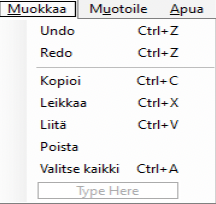 Muokkaa Muotoile Apua
Undo Ctrl+Z
Redo Ctrl+Z
Kopioi Ctrl+C
Leikkaa Ctrl+X
Liitä Ctrl+V
Poista
Valitse kaikki Ctrl+A
Type Here